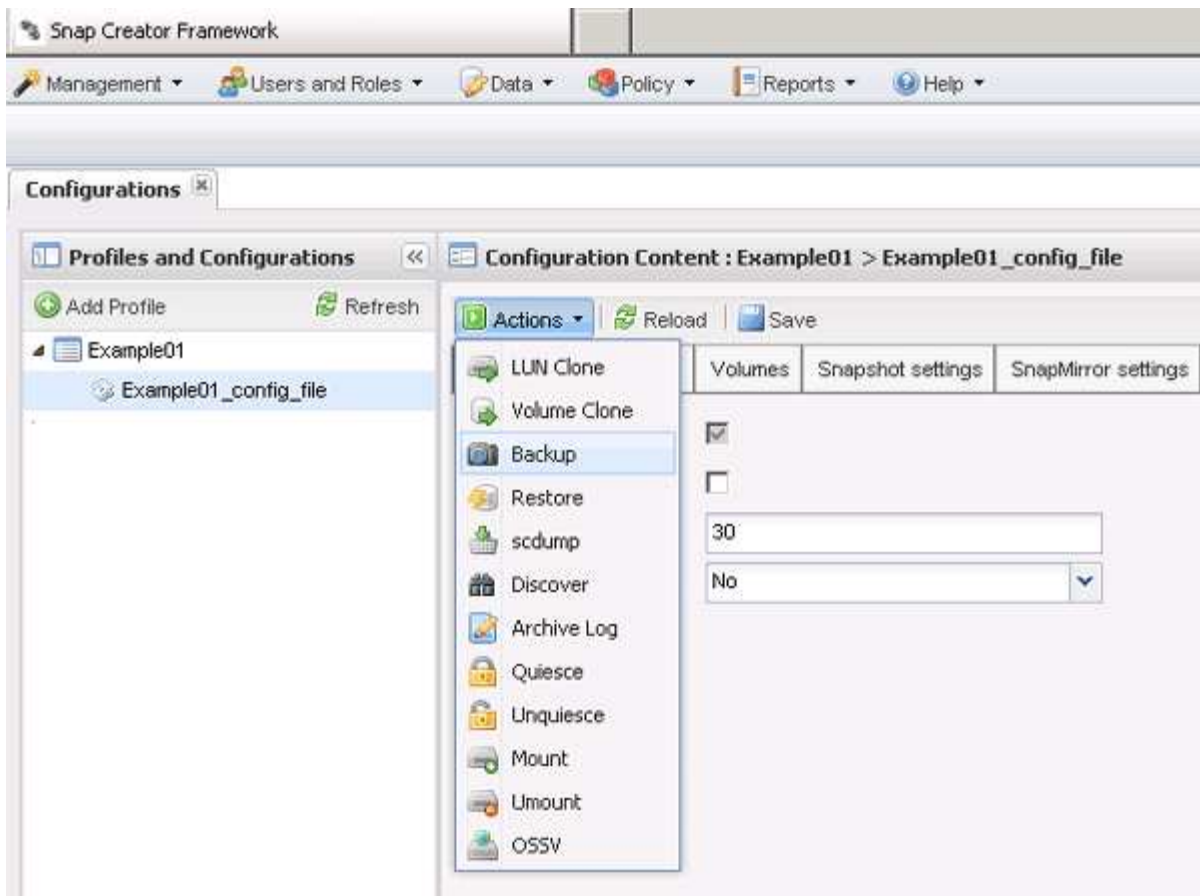 Snap Creator Framework
Management Users and Roles Data Policy Reports Help
Configurations
Profiles and Configurations
Configuration Content : Example01 > Example01_config_file
Add Profile Refresh
Actions Reload Save
Example01
Example01_config_file
Volumes Snapshot settings SnapMirror settings
LUN Clone
Volume Clone
Backup
Restore
scdump
Discover
Archive Log
Quiesce
Unquiesce
Mount
Umount
OSSV
30
No